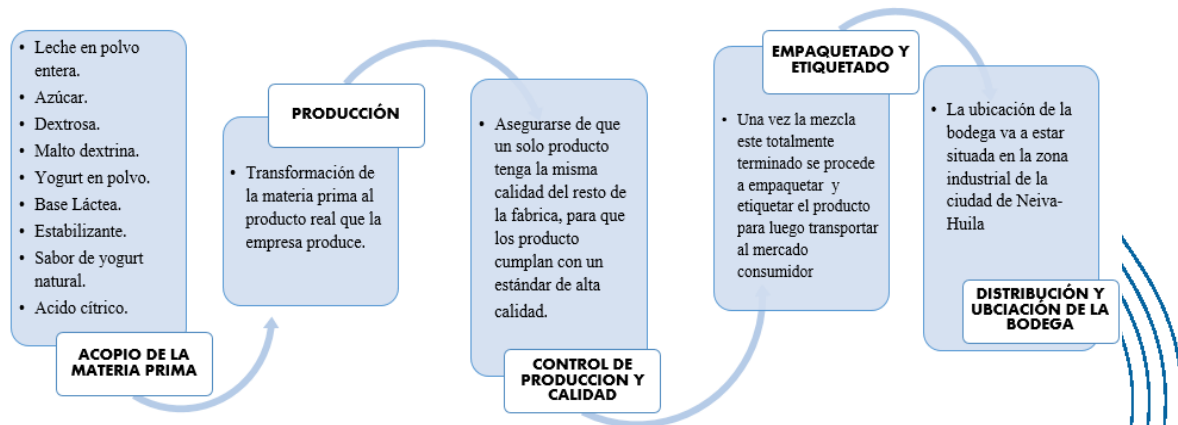 • Leche en polvo
entera.
• Azúcar.
• Dextrosa.
• Malto dextrina.
• Yogurt en polvo.
• Base Láctea.
• Estabilizante.
• Sabor de yogurt
natural.
• Acido cítrico.
ACOPIO DE LA
MATERIA PRIMA
PRODUCCIÓN
• Transformación de
la materia prima al
producto real que la
empresa produce.
• Asegurarse de que
un solo producto
tenga la misma
calidad del resto de
la fabrica, para que
los producto
cumplan con un
estándar de alta
calidad.
CONTROL DE
PRODUCCION Y
CALIDAD
EMPAQUETADO Y
ETIQUETADO
• Una vez la mezcla
este totalmente
terminado se procede
a empaquetar y
etiquetar el producto
para luego transportar
al mercado
consumidor
• La ubicación de la
bodega va a estar
situada en la zona
industrial de la
ciudad de Neiva-
Huila
DISTRIBUCIÓN Y
UBCIACIÓN DE LA
BODEGA